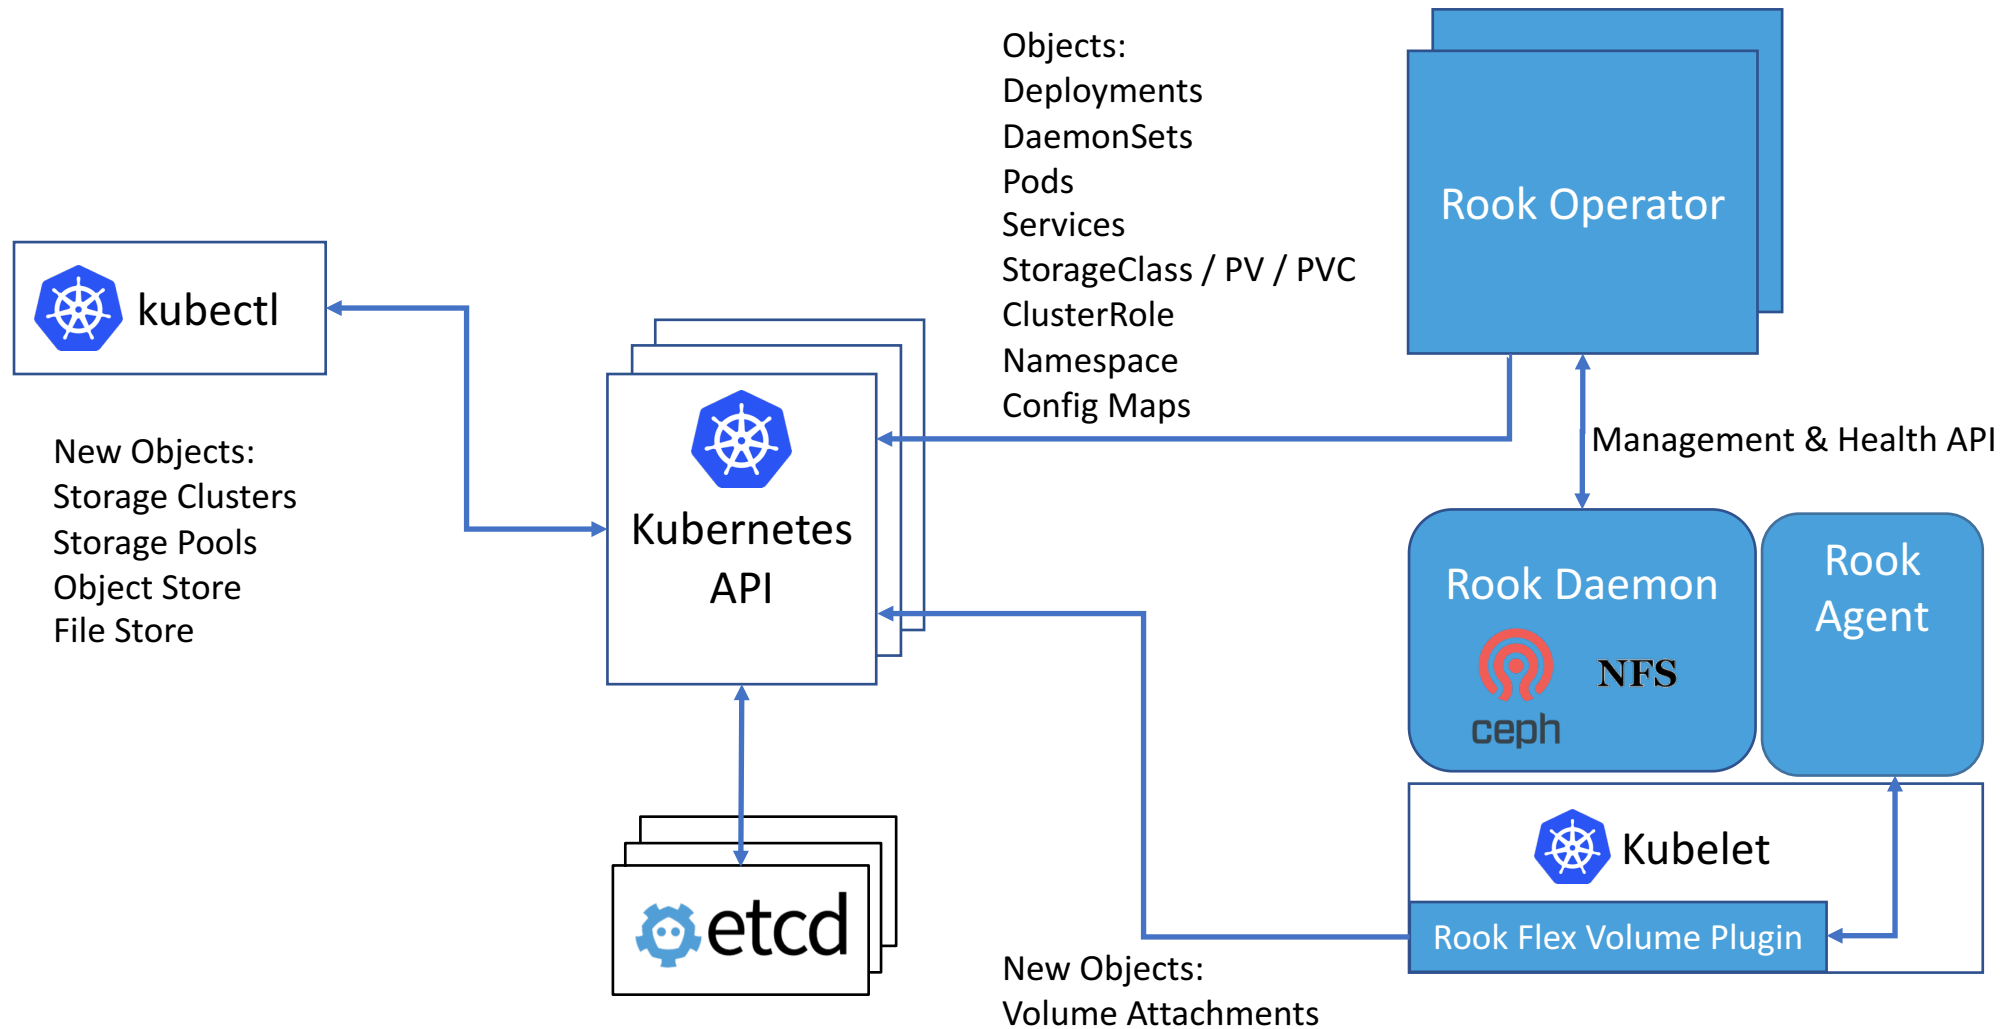 kubectl
New Objects:
Storage Clusters
Storage Pools
Object Store
File Store
Kubernetes
API
etcd
Objects:
Deployments
DaemonSets
Pods
Services
StorageClass / PV / PVC
ClusterRole
Namespace
Config Maps
Rook Operator
Management & Health API
Rook Daemon
ceph
NFS
Rook
Agent
Kubelet
Rook Flex Volume Plugin
New Objects:
Volume Attachments